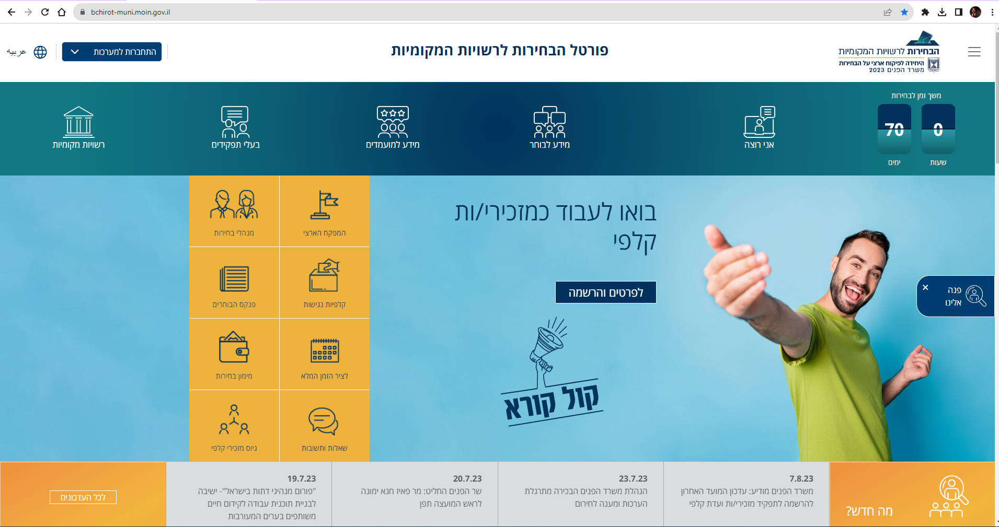 bchirot-muni.moin.gov.il
הבחירות לרשויות המקומיות
היחידה לפיקוח ארצי על הבחירות
משרד הפנים 2023
פורטל הבחירות לרשויות המקומיות
התחברות למערכות
عربيه
משך זמן לבחירות
0
70
שעות
ימים
אני רוצה
מידע לבוחר
מידע למועמדים
בעלי תפקידים
רשויות מקומיות
בואו לעבוד כמזכירי/ות
קלפי
לפרטים והרשמה
קול קורא
פנה
אלינו
המפקח הארצי
מנהלי בחירות
קלפיות נגישות
פנקס הבוחרים
לציר הזמן המלא
מימון בחירות
שאלות ותשובות
גיוס מזכירי קלפי
מה חדש?
7.8.23
משרד הפנים מודיע: עדכון המועד האחרון
להרשמה לתפקיד מזכירי/ות ועדת קלפי
23.7.23
הנהלת משרד הפנים הבכירה מתרגלת
הערכות ומענה לחירום
20.7.23
שר הפנים החליט: מר פאיז חנא ימונה
לראש המועצה תפן
19.7.23
"פורום מנהיגי דתות בישראל"- ישיבה
לבניית תוכנית עבודה לקידום חיים
משותפים בערים המעורבות
לכל העדכונים